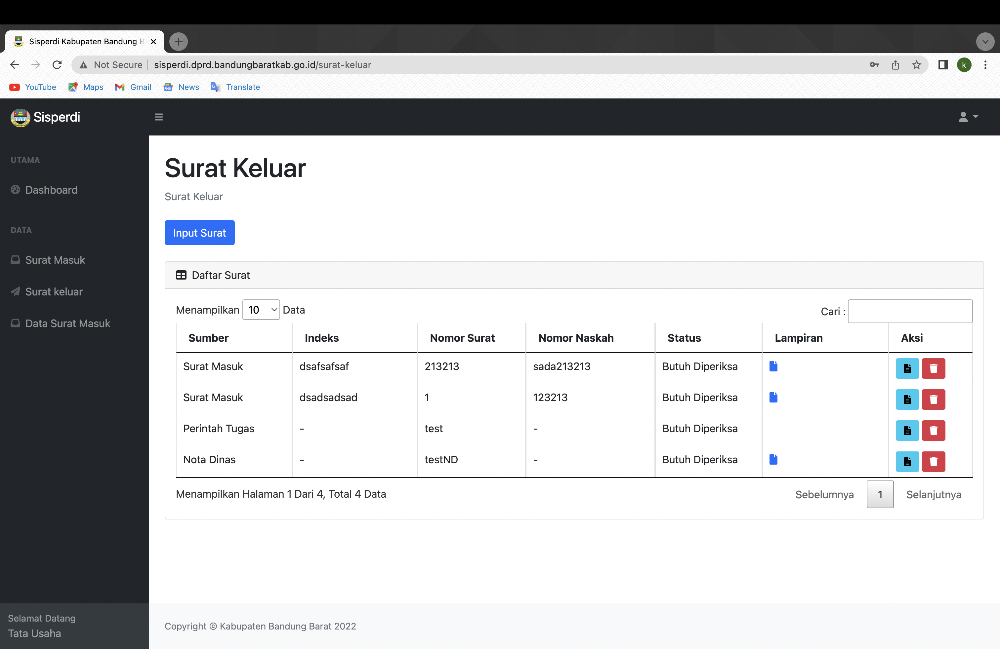 Sisperdi Kabupaten Bandung B
Not Secure
sisperdi.dprd.bandungbaratkab.go.id/surat-keluar
k
YouTube
Maps
Gmail
News
Translate
Sisperdi
UTAMA
Dashboard
DATA
Surat Masuk
Surat keluar
Data Surat Masuk
Selamat Datang
Tata Usaha
Surat Keluar
Surat Keluar
Input Surat
Daftar Surat
Menampilkan 10 Data
Cari :
Sumber Indeks Nomor Surat Nomor Naskah Status Lampiran Aksi
Surat Masuk dsafsafsaf 213213 sada213213 Butuh Diperiksa
Surat Masuk dsadsadsad 1 123213 Butuh Diperiksa
Perintah Tugas - test - Butuh Diperiksa
Nota Dinas - testND - Butuh Diperiksa
Menampilkan Halaman 1 Dari 4, Total 4 Data
Sebelumnya 1 Selanjutnya
Copyright © Kabupaten Bandung Barat 2022